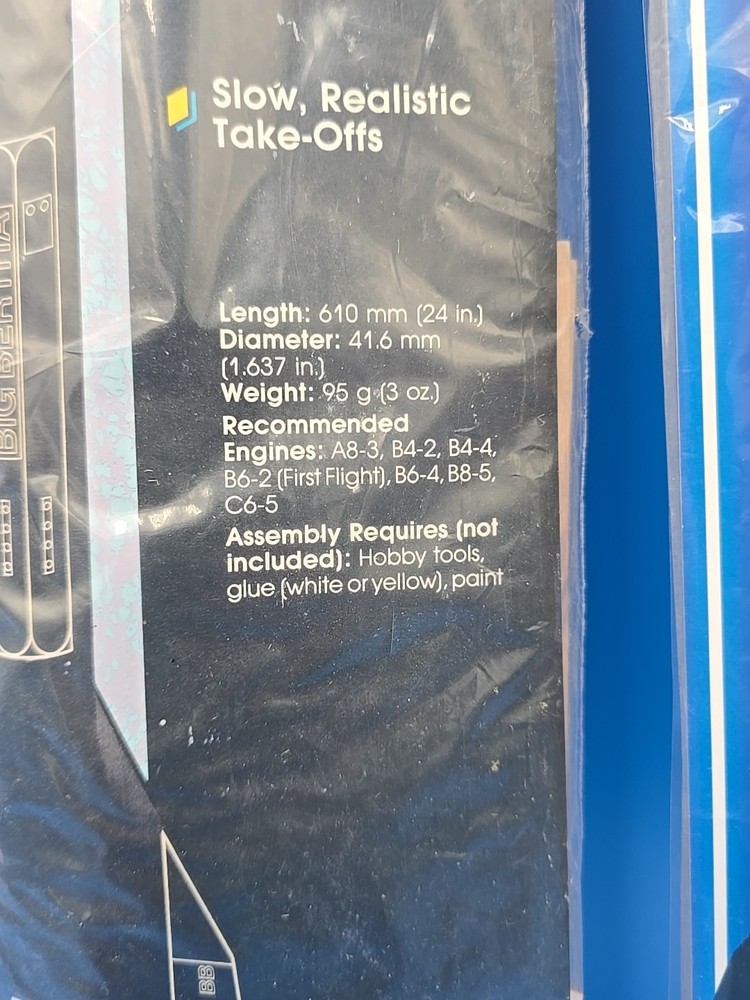 Slow, Realistic
Take-Offs
Length: 610 mm (24 in.)
Diameter: 41.6 mm
(1.637 in.)
Weight: 95 g (3 oz.)
Recommended
Engines: A8-3, B4-2, B4-4,
B6-2 (First Flight), B6-4, B8-5,
C6-5
Assembly Requires (not
included): Hobby tools,
glue (white or yellow), paint
BIG BERTHA
BB